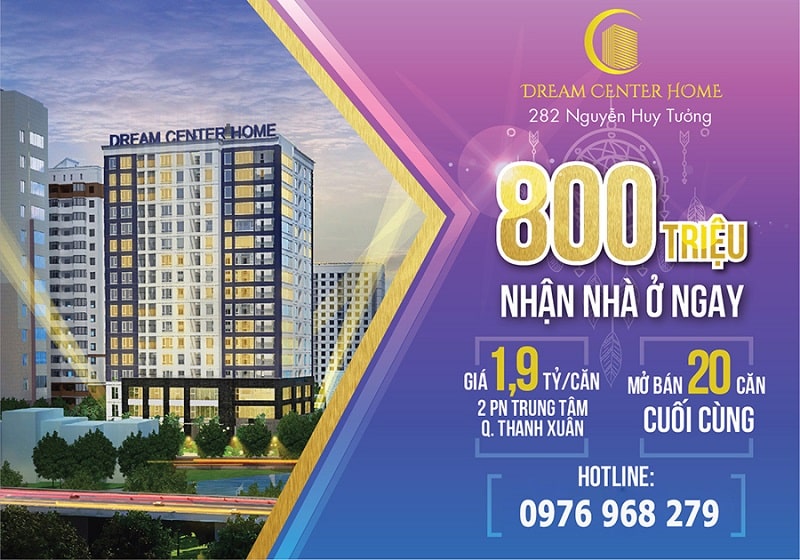 DREAM CENTER HOME
DREAM CENTER HOME
282 Nguyễn Huy Tưởng
800 TRIỆU
NHẬN NHÀ Ở NGAY
GIÁ 1,9 TỶ/CĂN
2 PN TRUNG TÂM
Q. THANH XUÂN
MỞ BÁN 20 CĂN
CUỐI CÙNG
HOTLINE:
0976 968 279